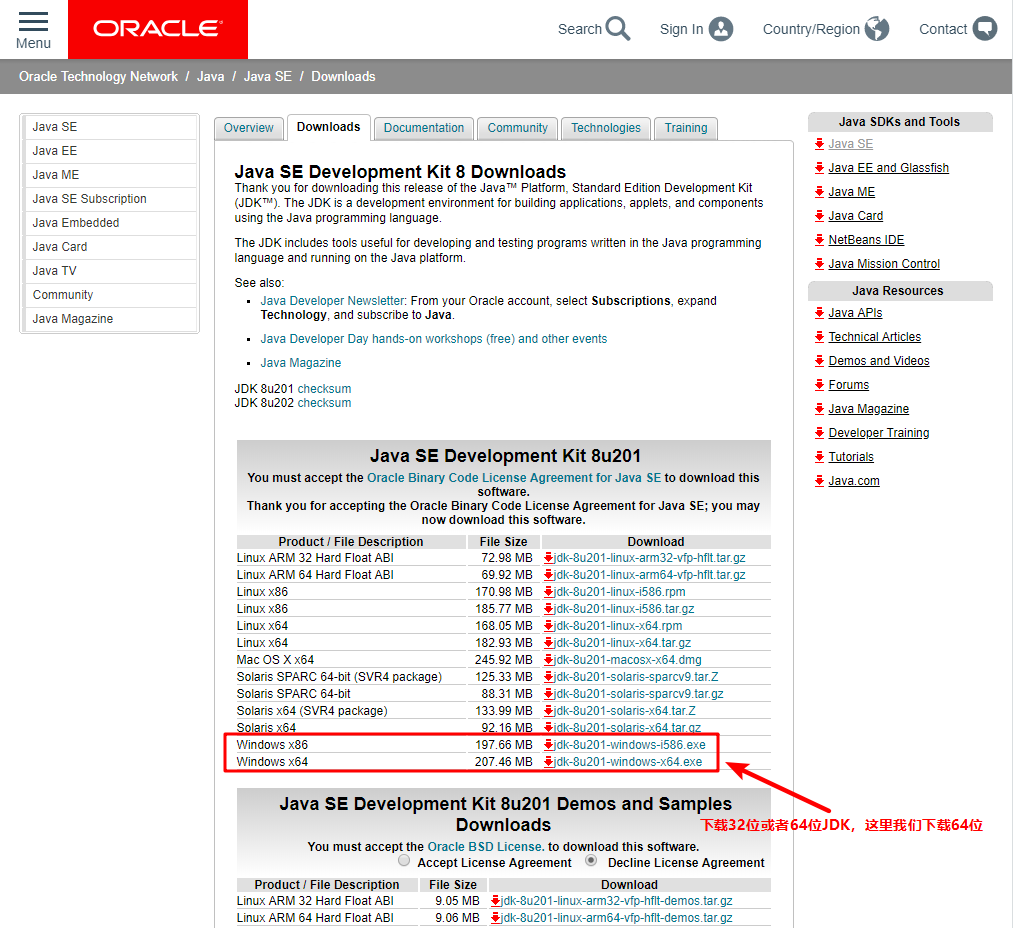 Menu
ORACLE
Search
Sign In
Country/Region
Contact
Oracle Technology Network / Java / Java SE / Downloads
Java SE
Java EE
Java ME
Java SE Subscription
Java Embedded
Java Card
Java TV
Community
Java Magazine
Overview
Downloads
Documentation
Community
Technologies
Training
Java SE Development Kit 8 Downloads
Thank you for downloading this release of the Java™ Platform, Standard Edition Development Kit
(JDK™). The JDK is a development environment for building applications, applets, and components
using the Java programming language.
The JDK includes tools useful for developing and testing programs written in the Java programming
language and running on the Java platform.
See also:
Java Developer Newsletter: From your Oracle account, select Subscriptions, expand
Technology, and subscribe to Java.
Java Developer Day hands-on workshops (free) and other events
Java Magazine
JDK 8u201 checksum
JDK 8u202 checksum
Java SE Development Kit 8u201
You must accept the Oracle Binary Code License Agreement for Java SE to download this
software.
Thank you for accepting the Oracle Binary Code License Agreement for Java SE; you may
now download this software.
Product / File Description File Size Download
Linux ARM 32 Hard Float ABI 72.98 MB jdk-8u201-linux-arm32-vfp-hflt.tar.gz
Linux ARM 64 Hard Float ABI 69.92 MB jdk-8u201-linux-arm64-vfp-hflt.tar.gz
Linux x86 170.98 MB jdk-8u201-linux-i586.rpm
Linux x86 185.77 MB jdk-8u201-linux-i586.tar.gz
Linux x64 168.05 MB jdk-8u201-linux-x64.rpm
Linux x64 182.93 MB jdk-8u201-linux-x64.tar.gz
Mac OS X x64 245.92 MB jdk-8u201-macosx-x64.dmg
Solaris SPARC 64-bit (SVR4 package) 125.33 MB jdk-8u201-solaris-sparcv9.tar.Z
Solaris SPARC 64-bit 88.31 MB jdk-8u201-solaris-sparcv9.tar.gz
Solaris x64 (SVR4 package) 133.99 MB jdk-8u201-solaris-x64.tar.Z
Solaris x64 92.16 MB jdk-8u201-solaris-x64.tar.gz
Windows x86 197.66 MB jdk-8u201-windows-i586.exe
Windows x64 207.46 MB jdk-8u201-windows-x64.exe
下载32位或者64位JDK，这里我们下载64位
Java SE Development Kit 8u201 Demos and Samples
Downloads
You must accept the Oracle BSD License. to download this software.
Accept License Agreement Decline License Agreement
Product / File Description File Size Download
Linux ARM 32 Hard Float ABI 9.05 MB jdk-8u201-linux-arm32-vfp-hflt-demos.tar.gz
Linux ARM 64 Hard Float ABI 9.06 MB jdk-8u201-linux-arm64-vfp-hflt-demos.tar.gz
Java SDKs and Tools
Java SE
Java EE and Glassfish
Java ME
Java Card
NetBeans IDE
Java Mission Control
Java Resources
Java APIs
Technical Articles
Demos and Videos
Forums
Java Magazine
Developer Training
Tutorials
Java.com